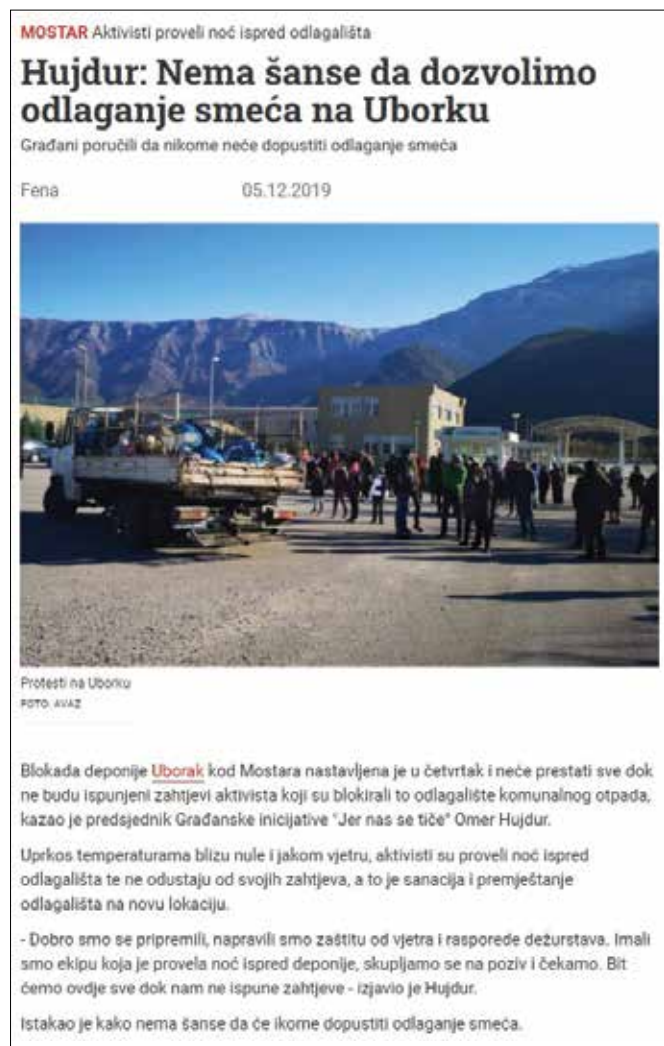 MOSTAR Aktivisti proveli noć ispred odlagališta
Hujdur: Nema šanse da dozvolimo
odlaganje smeća na Uborku
Građani poručili da nikome neće dopustiti odlaganje smeća
Fena 05.12.2019
Protesti na Uborku
FOTO: AVAZ
Blokada deponije Uborak kod Mostara nastavljena je u četvrtak i neće prestati sve dok
ne budu ispunjeni zahtjevi aktivista koji su blokirali to odlagalište komunalnog otpada,
kazao je predsjednik Građanske inicijative "Jer nas se tiče" Omer Hujdur.
Uprkos temperaturama blizu nule i jakom vjetru, aktivisti su proveli noć ispred
odlagališta te ne odustaju od svojih zahtjeva, a to je sanacija i premještanje
odlagališta na novu lokaciju.
- Dobro smo se pripremili, napravili smo zaštitu od vjetra i rasporede dežurstava. Imali
smo ekipu koja je provela noć ispred deponije, skupljamo se na poziv i čekamo. Bit
ćemo ovdje sve dok nam ne ispune zahtjeve - izjavio je Hujdur.
Istakao je kako nema šanse da će ikome dopustiti odlaganje smeća.